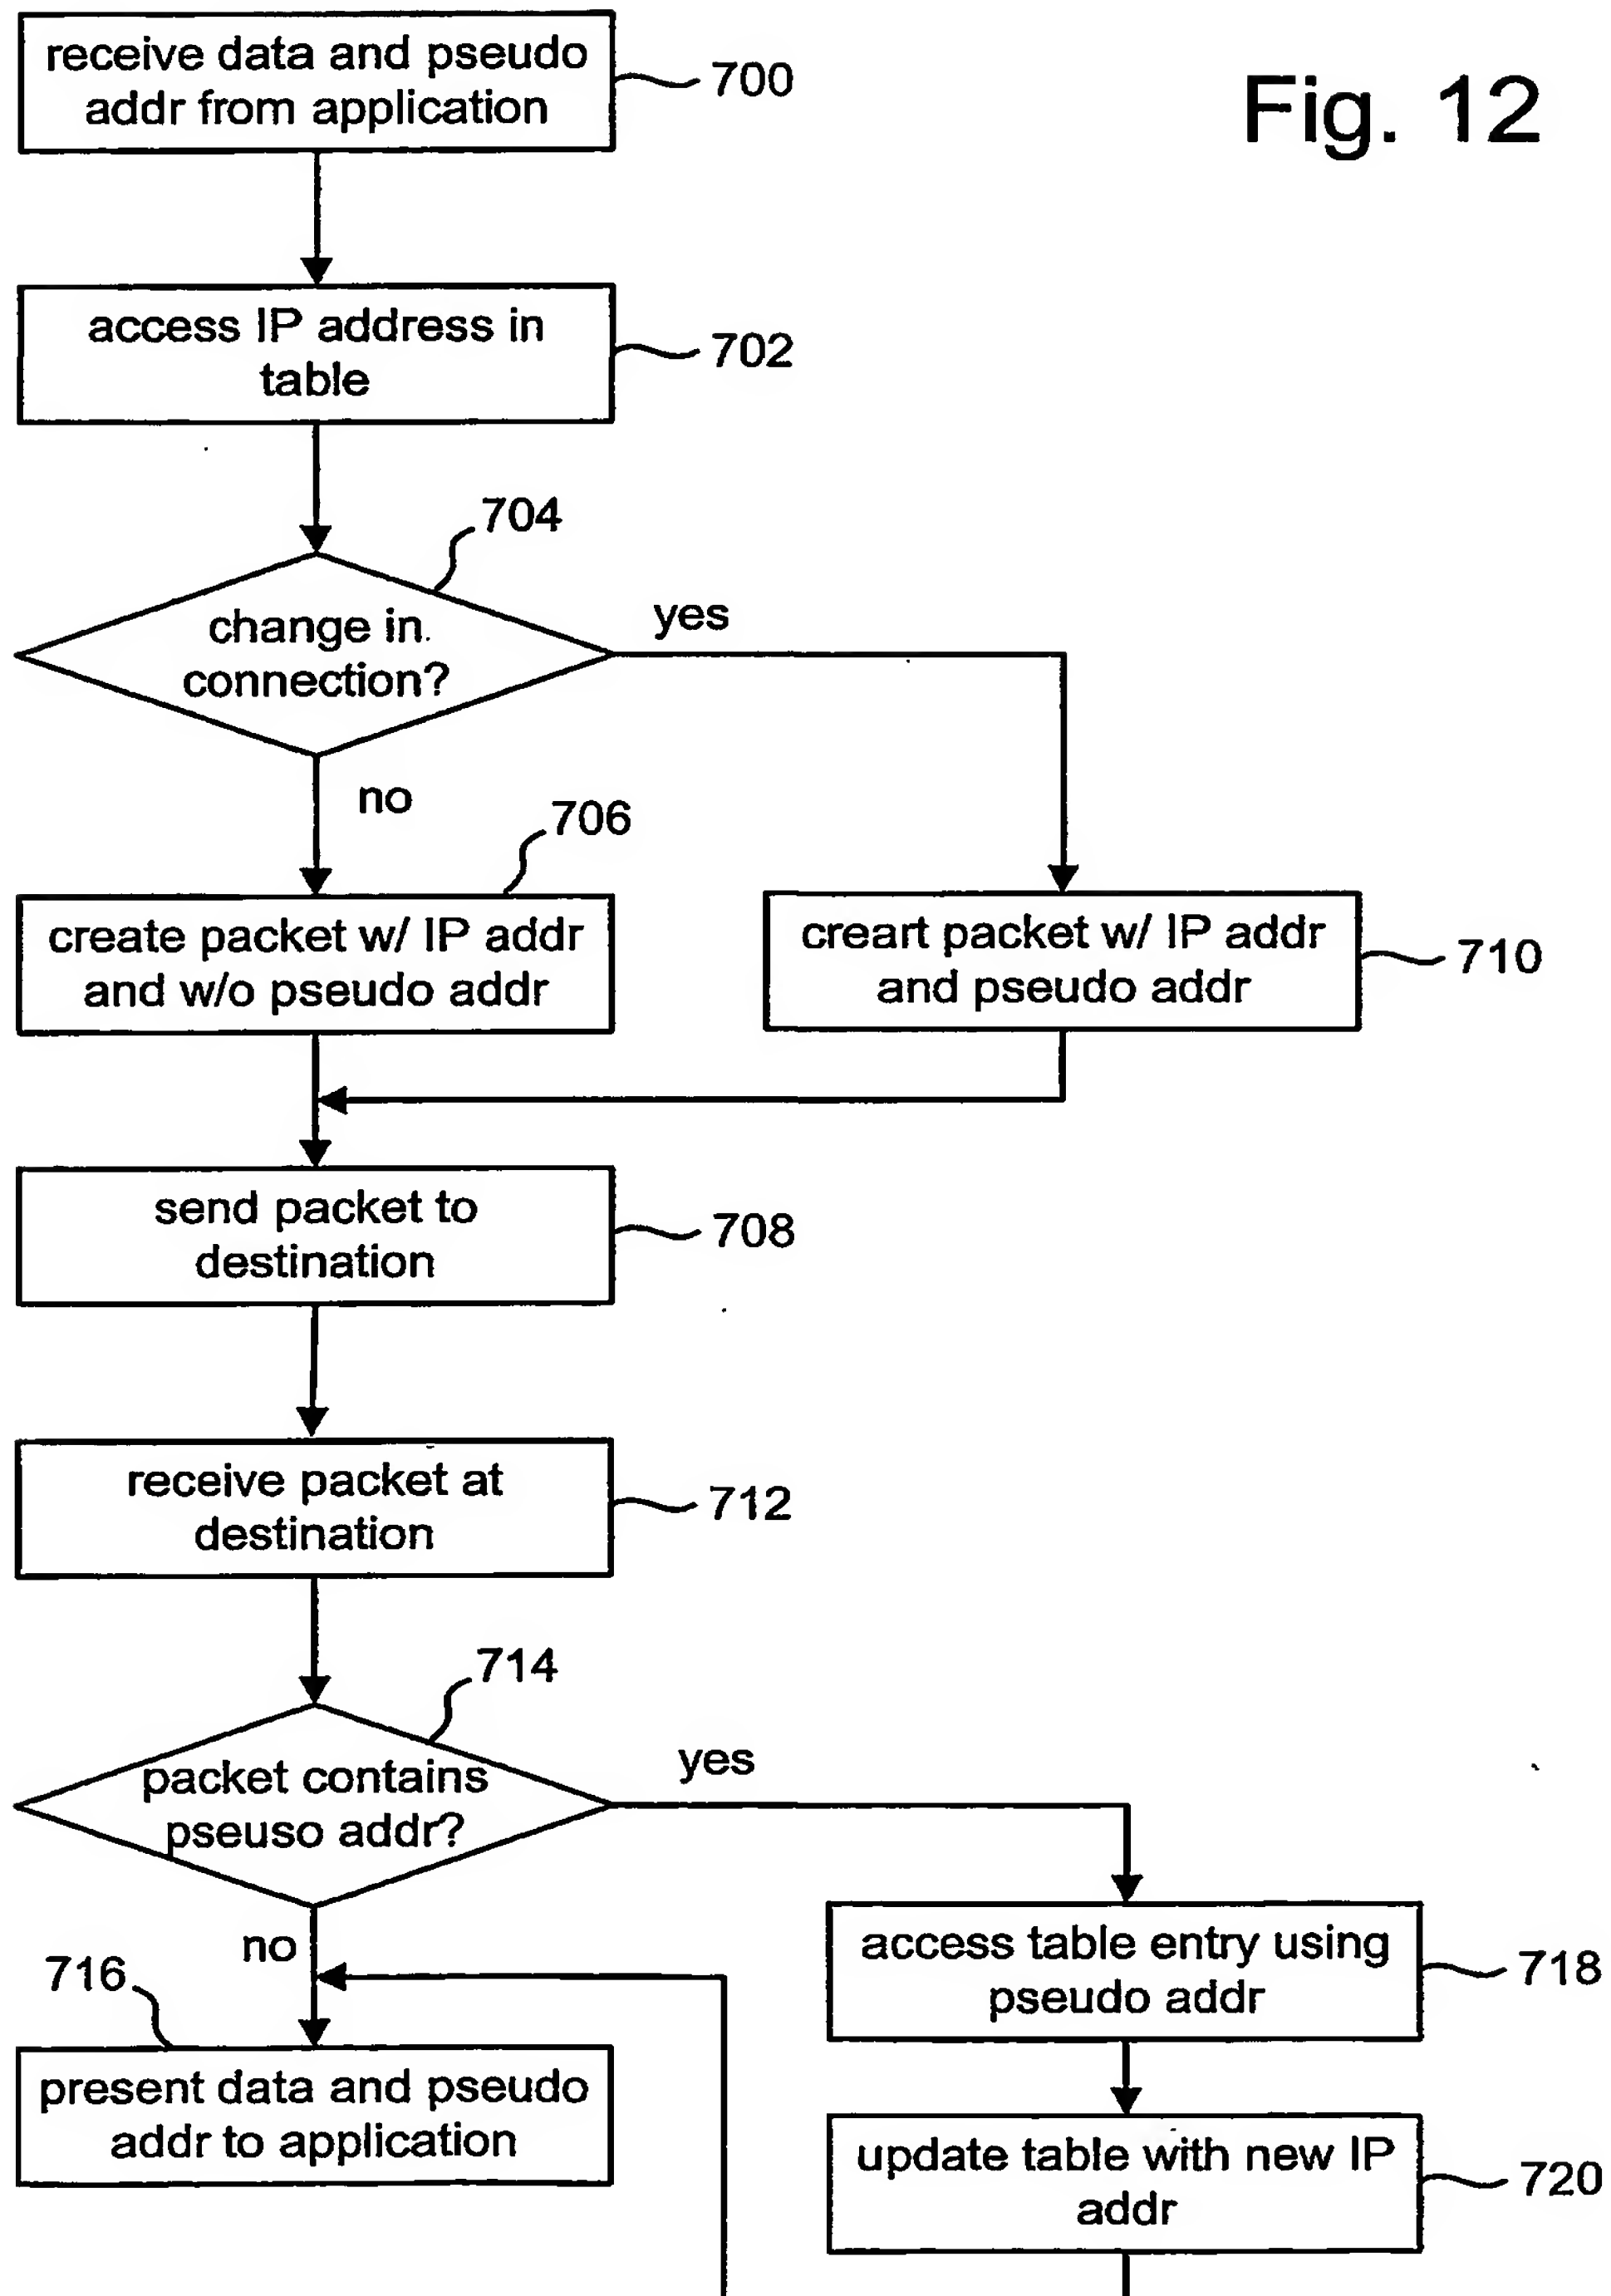 Fig. 12
receive data and pseudo
addr from application
700
access IP address in
table
702
704
change in
connection?
yes
no
706
create packet w/ IP addr
and w/o pseudo addr
creart packet w/ IP addr
and pseudo addr
710
send packet to
destination
708
receive packet at
destination
712
714
packet contains
pseuso addr?
yes
no
716
present data and pseudo
addr to application
access table entry using
pseudo addr
718
update table with new IP
addr
720